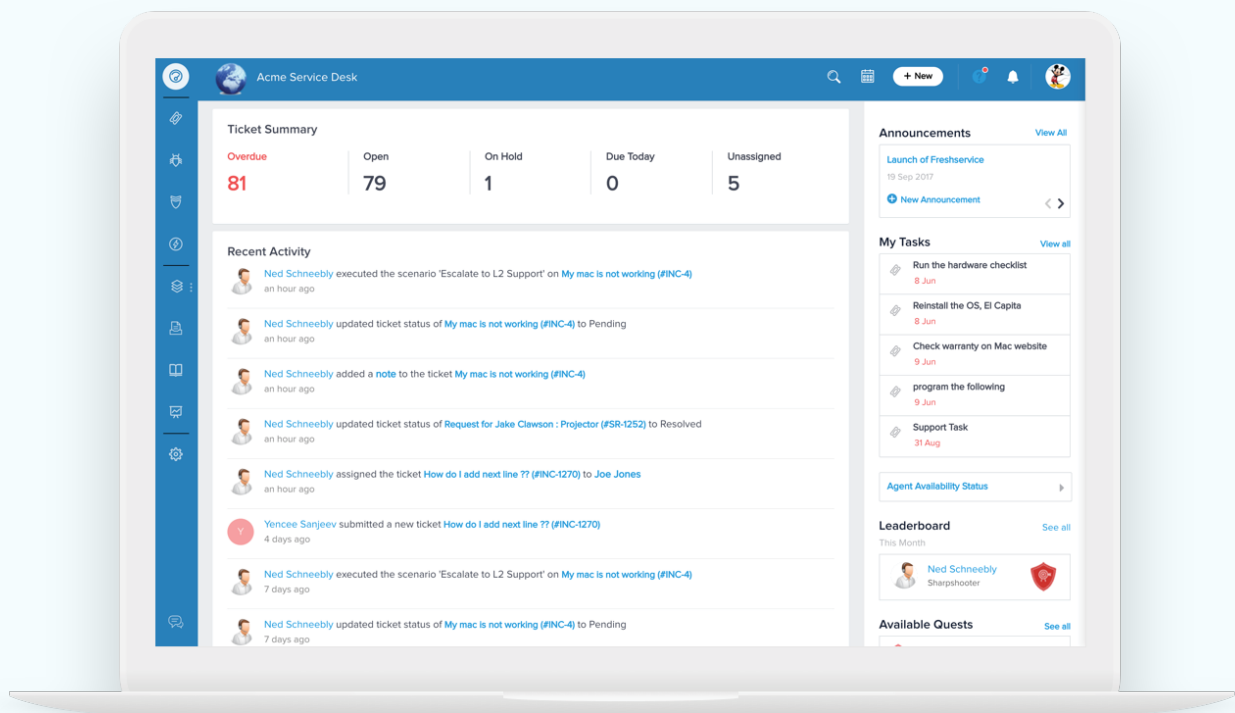 Acme Service Desk
+ New
Ticket Summary
Overdue
Open
On Hold
Due Today
Unassigned
81
79
1
0
5
Recent Activity
Ned Schneebly executed the scenario 'Escalate to L2 Support' on My mac is not working (#INC-4)
an hour ago
Ned Schneebly updated ticket status of My mac is not working (#INC-4) to Pending
an hour ago
Ned Schneebly added a note to the ticket My mac is not working (#INC-4)
an hour ago
Ned Schneebly updated ticket status of Request for Jake Clawson : Projector (#SR-1252) to Resolved
an hour ago
Ned Schneebly assigned the ticket How do I add next line ?? (#INC-1270) to Joe Jones
an hour ago
Y
Yencee Sanjeev submitted a new ticket How do I add next line ?? (#INC-1270)
4 days ago
Ned Schneebly executed the scenario 'Escalate to L2 Support' on My mac is not working (#INC-4)
7 days ago
Ned Schneebly updated ticket status of My mac is not working (#INC-4) to Pending
7 days ago
Announcements
View All
Launch of Freshservice
19 Sep 2017
New Announcement
My Tasks
View all
Run the hardware checklist
8 Jun
Reinstall the OS, El Capita
8 Jun
Check warranty on Mac website
9 Jun
program the following
9 Jun
Support Task
31 Aug
Agent Availability Status
Leaderboard
See all
This Month
Ned Schneebly
Sharpshooter
Available Quests
See all